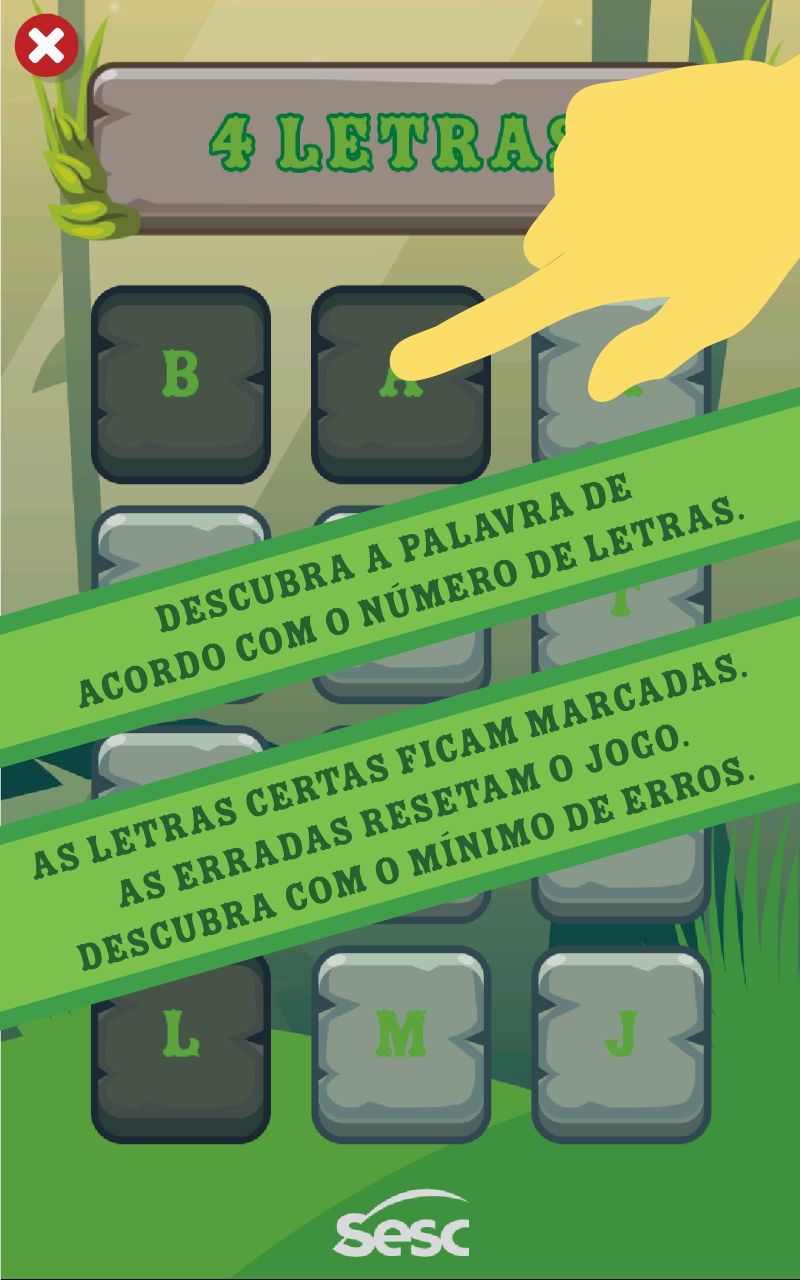 4 LETRAS
B A
DESCUBRA A PALAVRA DE
ACORDO COM O NÚMERO DE LETRAS.
AS LETRAS CERTAS FICAM MARCADAS.
AS ERRADAS RESETAM O JOGO.
DESCUBRA COM O MÍNIMO DE ERROS.
L M J
Sesc